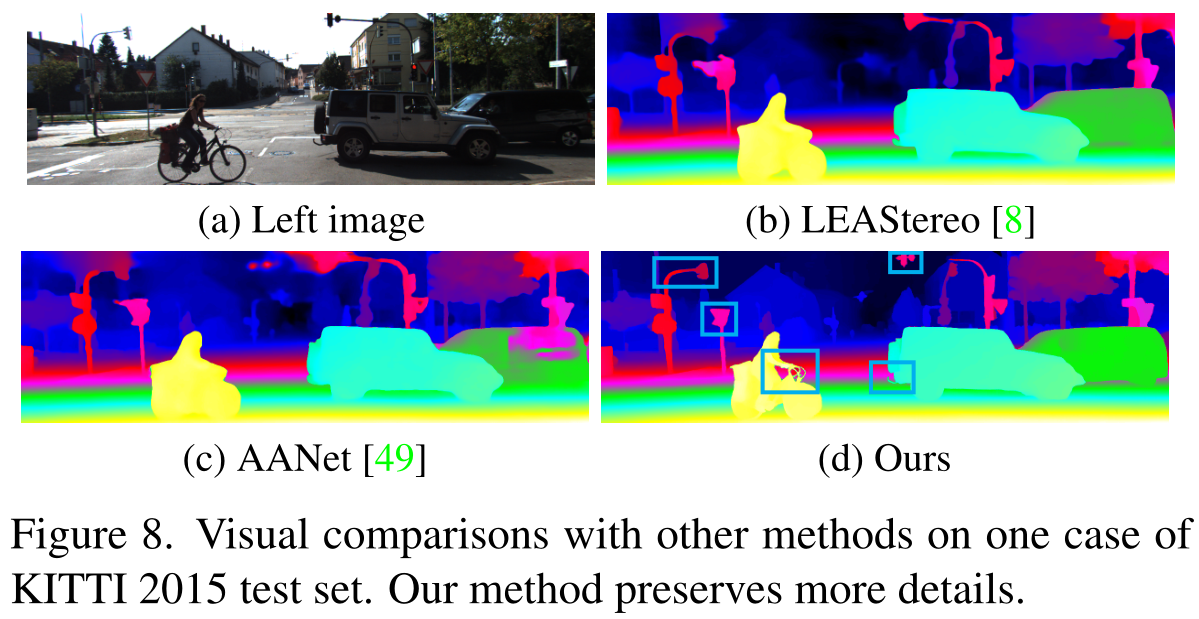 (a) Left image
(b) LEAStereo [8]
(c) AANet [49]
(d) Ours
Figure 8. Visual comparisons with other methods on one case of
KITTI 2015 test set. Our method preserves more details.